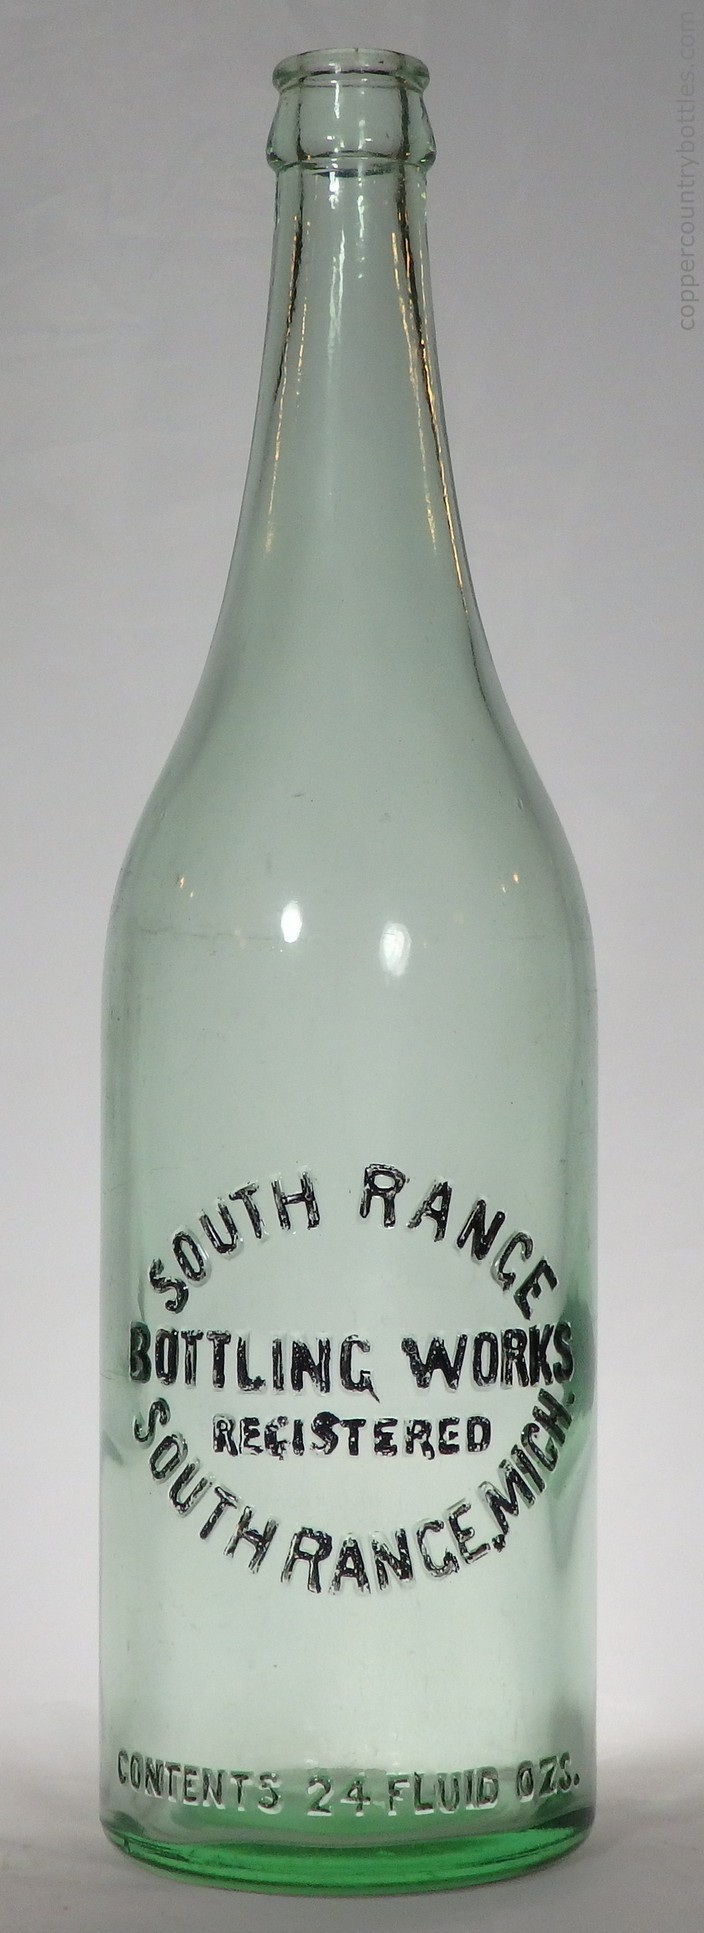 coppercountrybottles.com
SOUTH RANGE
BOTTLING WORKS
REGISTERED
SOUTH RANGE, MICH.
CONTENTS 24 FLUID OZS.